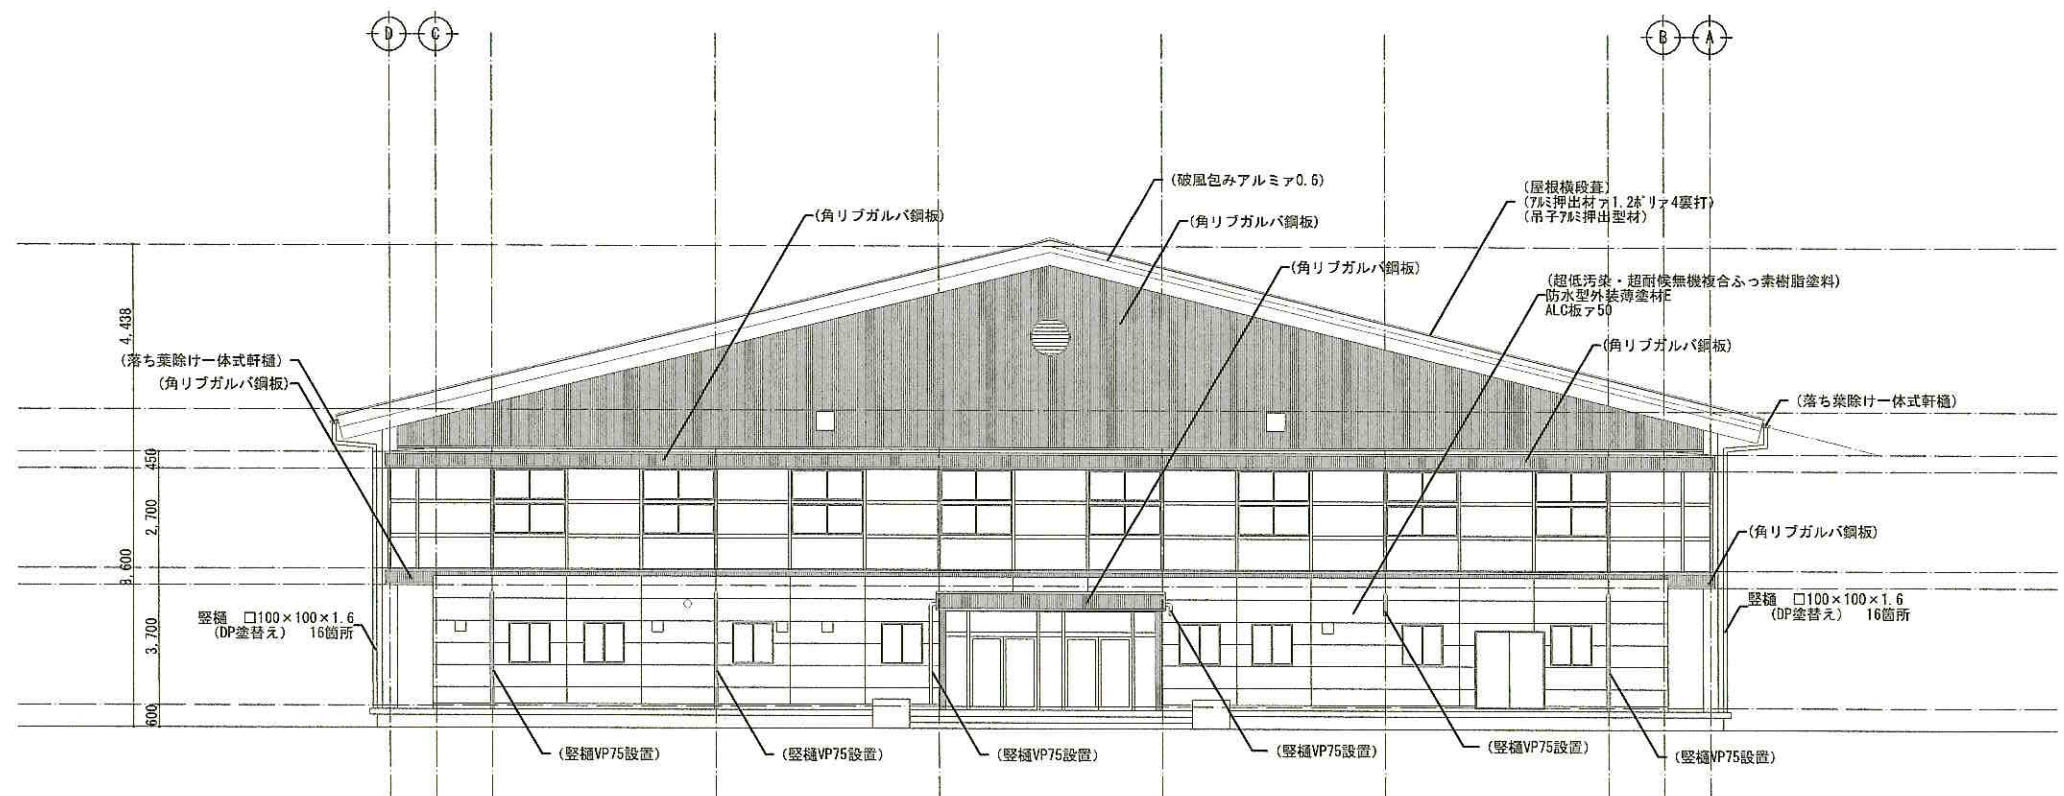 D C B A
(破風包みアルミァ0.6)
(屋根横段葺)
(アルミ押出材ァ1.2ポリァ4裏打)
(吊子アルミ押出型材)
(角リブガルバ鋼板)
(角リブガルバ鋼板)
(角リブガルバ鋼板)
(超低汚染・超耐候無機複合ふっ素樹脂塗料)
防水型外装薄塗材E
ALC板ァ50
4,438
(角リブガルバ鋼板)
(落ち葉除け一体式軒樋)
(角リブガルバ鋼板)
(落ち葉除け一体式軒樋)
450
2,700
(角リブガルバ鋼板)
8,600
竪樋 □100×100×1.6
(DP塗替え) 16箇所
竪樋 □100×100×1.6
(DP塗替え) 16箇所
3,700
600
(竪樋VP75設置)
(竪樋VP75設置)
(竪樋VP75設置)
(竪樋VP75設置)
(竪樋VP75設置)
(竪樋VP75設置)